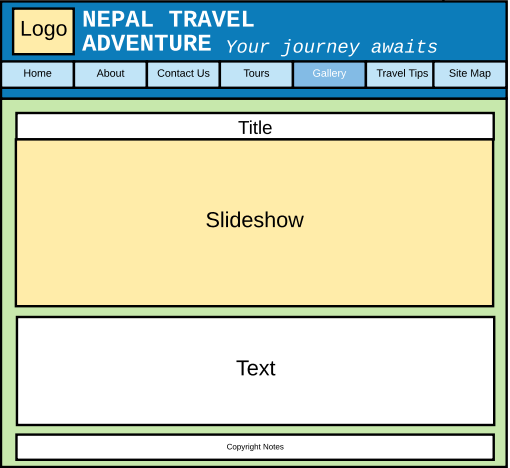 Logo
NEPAL TRAVEL
ADVENTURE Your journey awaits
Home About Contact Us Tours Gallery Travel Tips Site Map
Title
Slideshow
Text
Copyright Notes